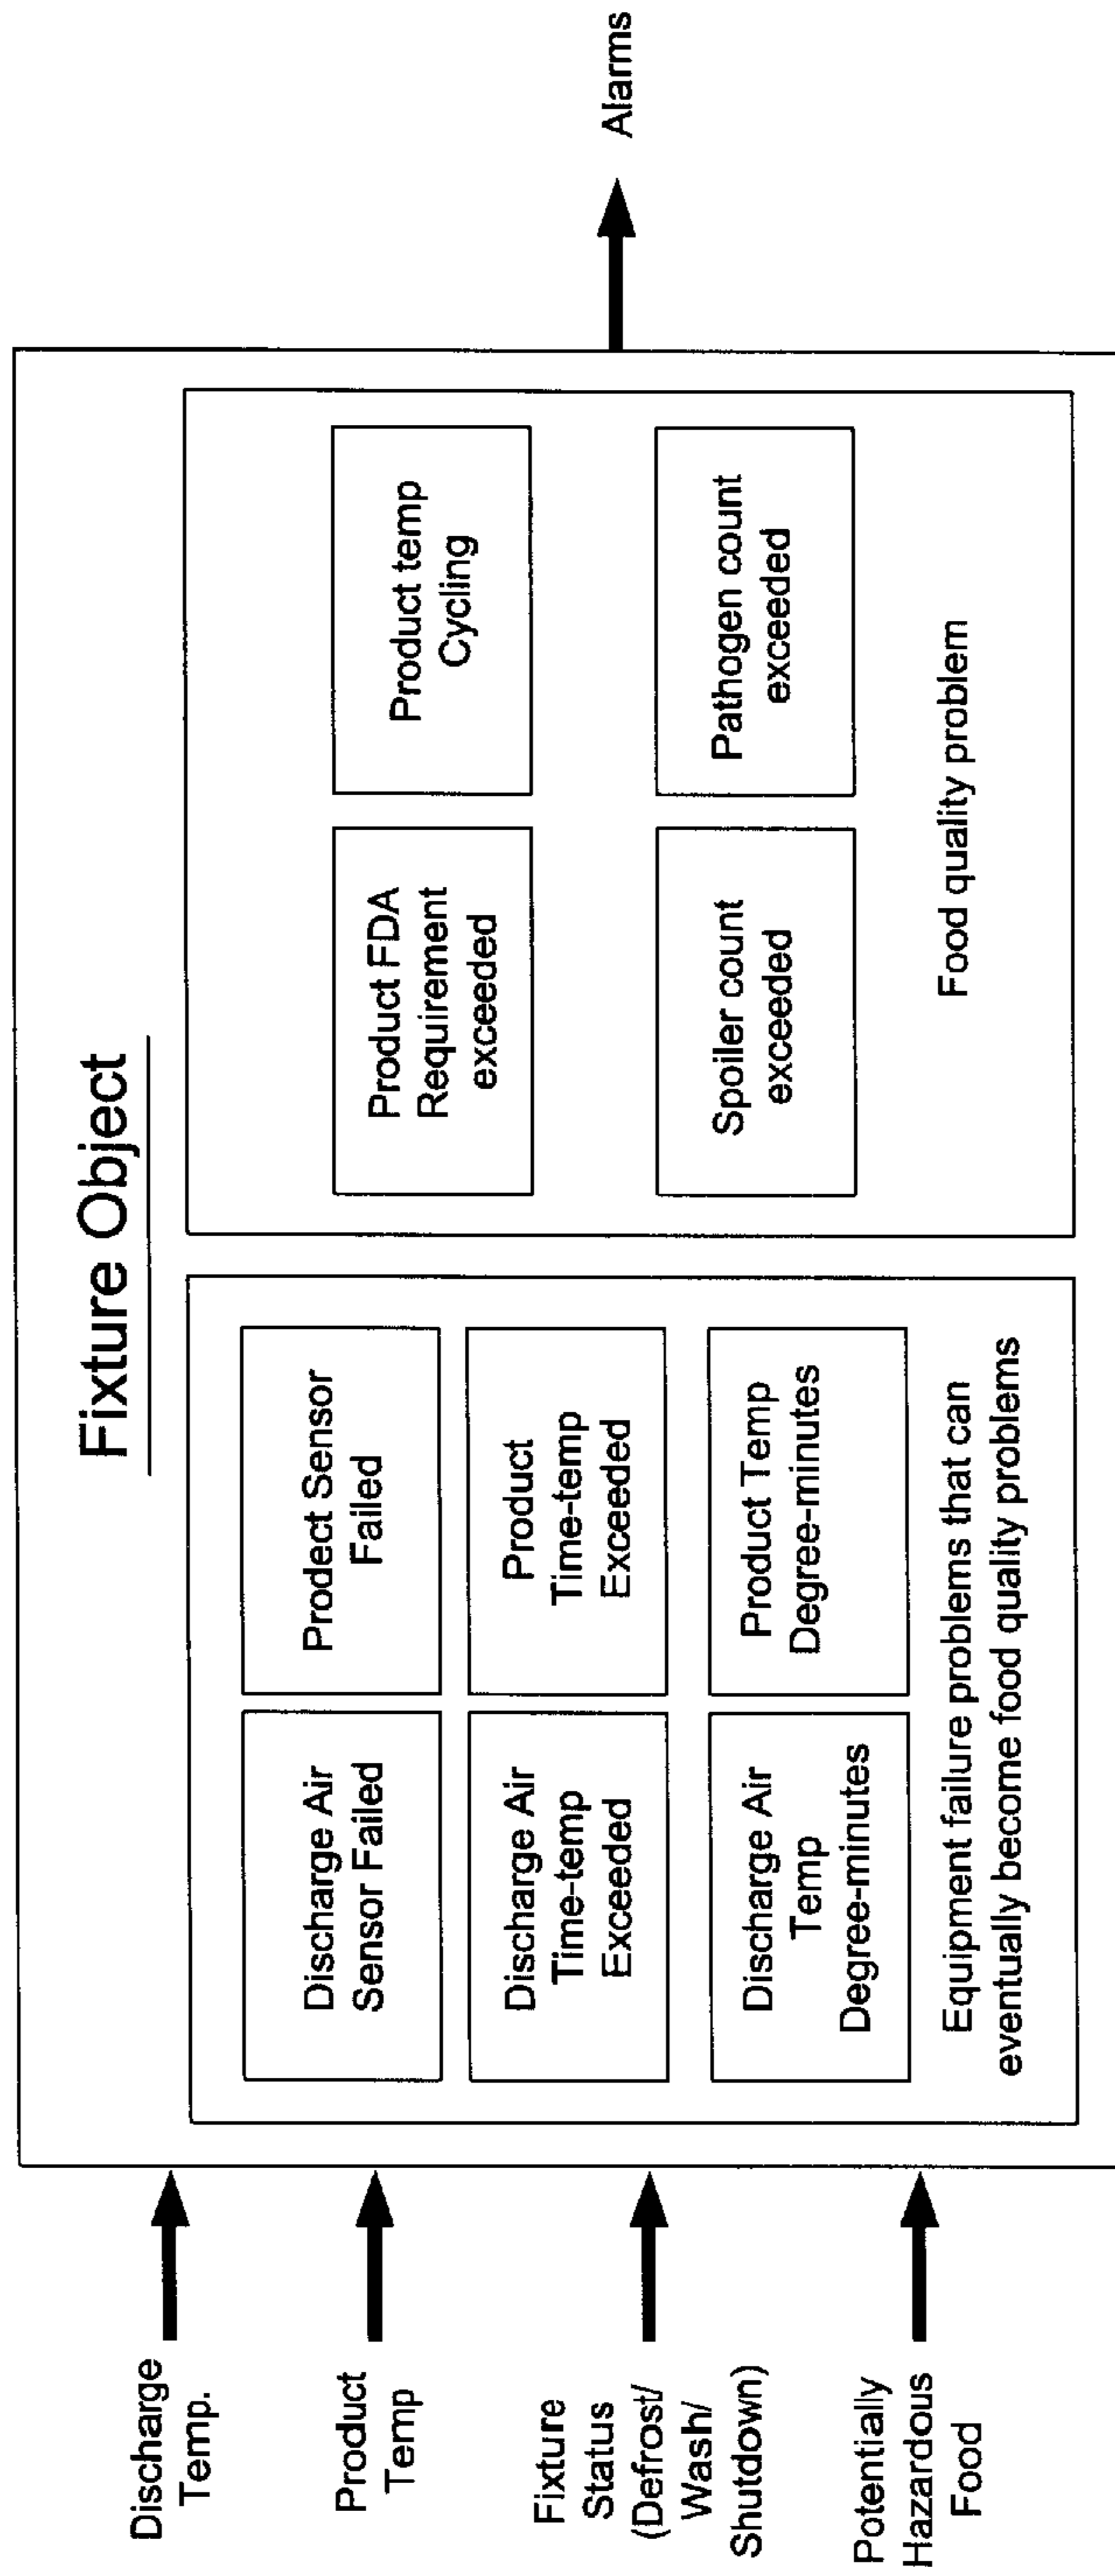 Fixture Object
Discharge
Temp.
Product
Temp
Fixture
Status
(Defrost/
Wash/
Shutdown)
Potentially
Hazardous
Food
Discharge Air
Sensor Failed
Prodect Sensor
Failed
Discharge Air
Time-temp
Exceeded
Product
Time-temp
Exceeded
Discharge Air
Temp
Degree-minutes
Product Temp
Degree-minutes
Equipment failure problems that can
eventually become food quality problems
Product FDA
Requirement
exceeded
Product temp
Cycling
Spoiler count
exceeded
Pathogen count
exceeded
Food quality problem
Alarms